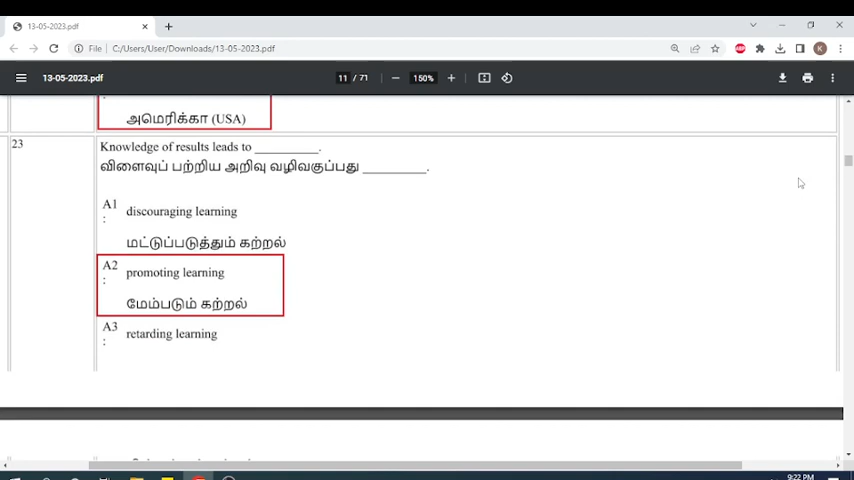 13-05-2023.pdf
File C:/Users/User/Downloads/13-05-2023.pdf
ABP
K
13-05-2023.pdf
11 / 71
150%
அமெரிக்கா (USA)
23
Knowledge of results leads to __________.
விளைவுப் பற்றிய அறிவு வழிவகுப்பது __________.
A1 :
discouraging learning
மட்டுப்படுத்தும் கற்றல்
A2 :
promoting learning
மேம்படும் கற்றல்
A3 :
retarding learning
9:22 PM